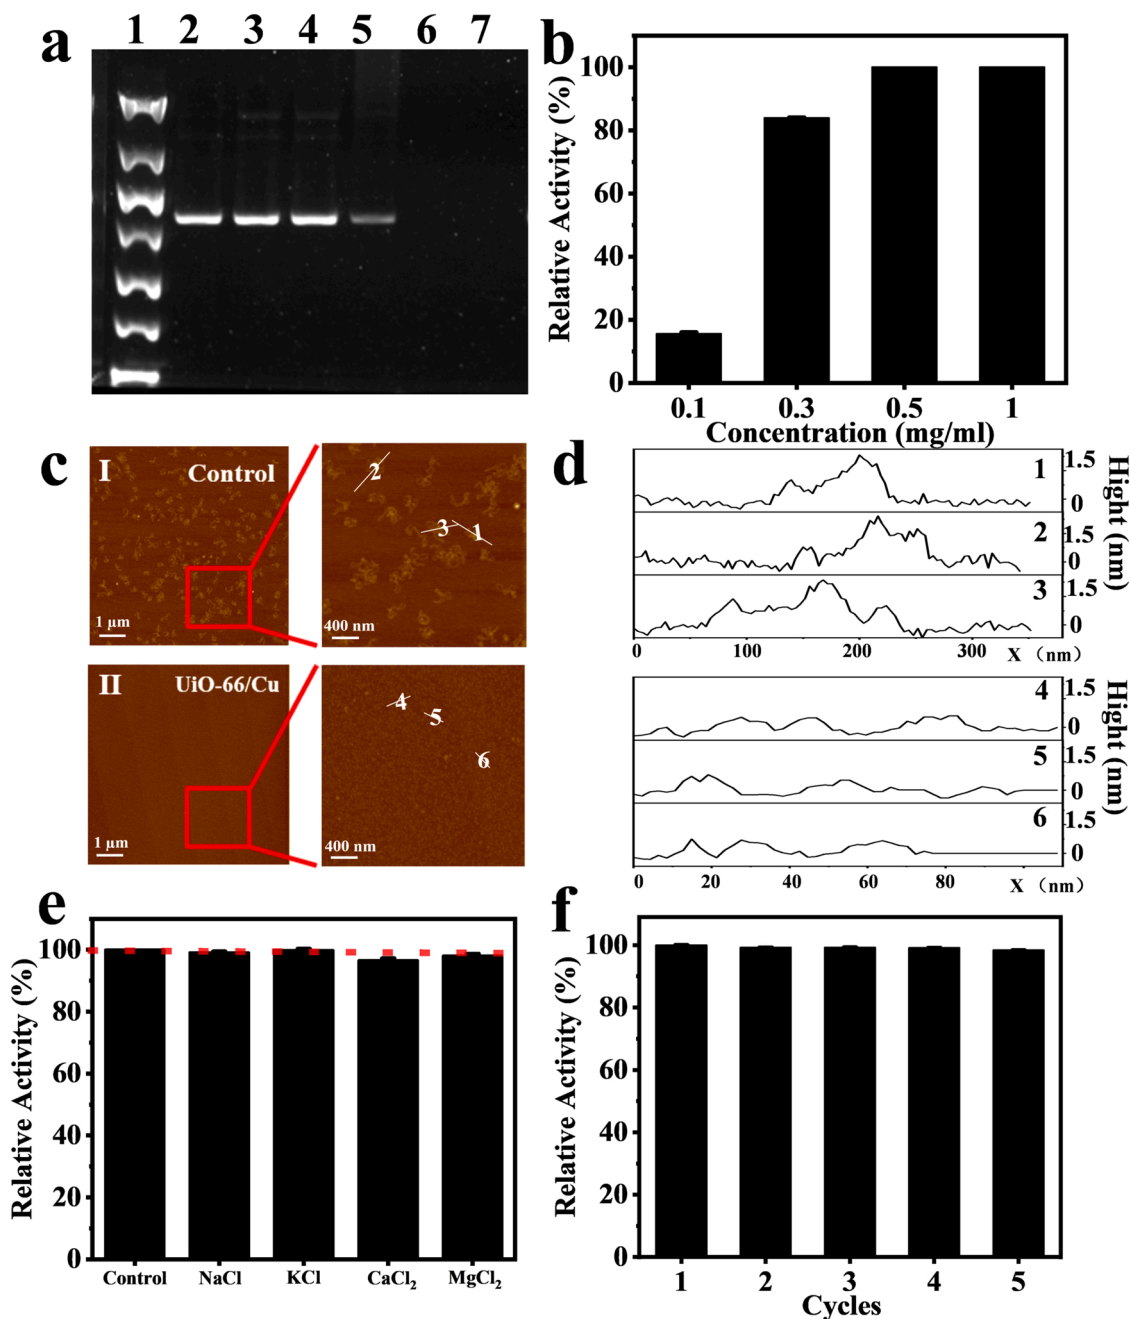 a
1 2 3 4 5 6 7
b
Relative Activity (%)
100
80
60
40
20
0
0.1 0.3 0.5 1
Concentration (mg/ml)
c
I Control
1 µm
2
3 1
400 nm
II UiO-66/Cu
1 µm
4
5
6
400 nm
d
1 1.5
0
2 1.5
0
3 1.5
0
0 100 200 300
X (nm)
Hight (nm)
4 1.5
0
5 1.5
0
6 1.5
0
0 20 40 60 80
X (nm)
Hight (nm)
e
Relative Activity (%)
100
80
60
40
20
0
Control NaCl KCl CaCl₂ MgCl₂
f
Relative Activity (%)
100
80
60
40
20
0
1 2 3 4 5
Cycles